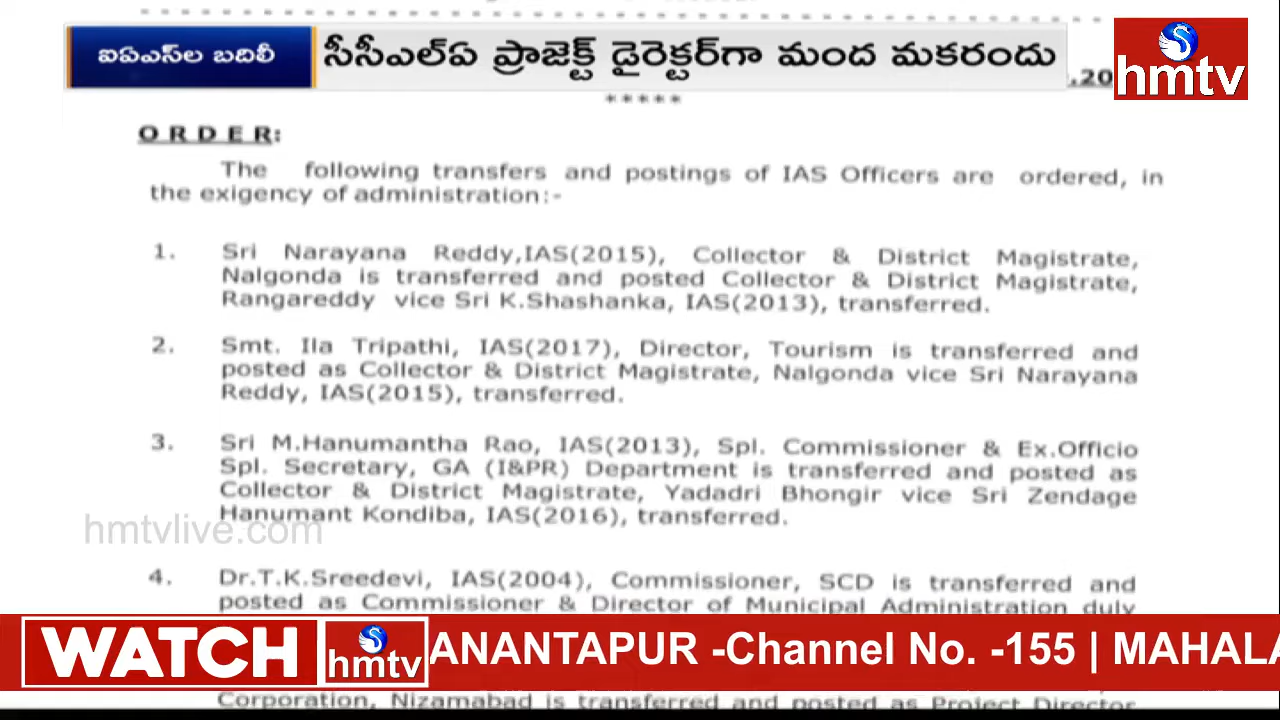 ఐఏఎస్‌ల బదిలీ
సీసీఎల్‌ఏ ప్రాజెక్ట్ డైరెక్టర్‌గా మంద మకరందు
.20
hmtv
*****
O R D E R:
The following transfers and postings of IAS Officers are ordered, in
the exigency of administration:-
1. Sri Narayana Reddy,IAS(2015), Collector & District Magistrate,
Nalgonda is transferred and posted Collector & District Magistrate,
Rangareddy vice Sri K.Shashanka, IAS(2013), transferred.
2. Smt. Ila Tripathi, IAS(2017), Director, Tourism is transferred and
posted as Collector & District Magistrate, Nalgonda vice Sri Narayana
Reddy, IAS(2015), transferred.
3. Sri M.Hanumantha Rao, IAS(2013), Spl. Commissioner & Ex.Officio
Spl. Secretary, GA (I&PR) Department is transferred and posted as
Collector & District Magistrate, Yadadri Bhongir vice Sri Zendage
Hanumant Kondiba, IAS(2016), transferred.
hmtvlive.com
4. Dr.T.K.Sreedevi, IAS(2004), Commissioner, SCD is transferred and
posted as Commissioner & Director of Municipal Administration duly
WATCH hmtv ANANTAPUR -Channel No. -155 | MAHALA
Corporation, Nizamabad is transferred and posted as Project Director